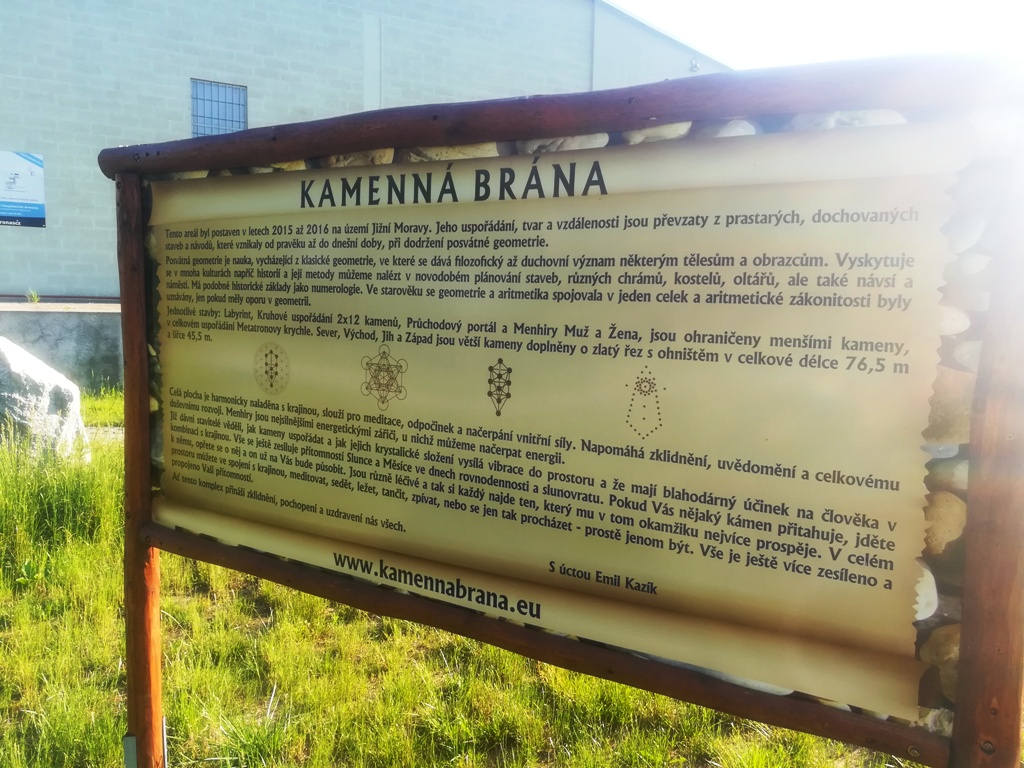 KAMENNÁ BRÁNA
Tento areál byl postaven v letech 2015 až 2016 na území Jižní Moravy. Jeho uspořádání, tvar a vzdálenosti jsou převzaty z prastarých, dochovaných
staveb a návodů, které vznikaly od pravěku až do dnešní doby, při dodržení posvátné geometrie.
Posvátná geometrie je nauka, vycházející z klasické geometrie, ve které se dává filozofický až duchovní význam některým tělesům a obrazcům. Vyskytuje
se v mnoha kulturách napříč historií a její metody můžeme nalézt v novodobém plánování staveb, různých chrámů, kostelů, oltářů, ale také návsí a
náměstí. Má podobné historické základy jako numerologie. Ve starověku se geometrie a aritmetika spojovala v jeden celek a aritmetické zákonitosti byly
uznávány, jen pokud měly oporu v geometrii.
Jednotlivé stavby: Labyrint, Kruhové uspořádání 2x12 kamenů, Průchodový portál a Menhiry Muž a Žena, jsou ohraničeny menšími kameny,
v celkovém uspořádání Metatronovy krychle. Sever, Východ, Jih a Západ jsou větší kameny doplněny o zlatý řez s ohništěm v celkové délce 76,5 m
a šířce 45,5 m.
Celá plocha je harmonicky naladěna s krajinou, slouží pro meditace, odpočinek a načerpání vnitřní síly. Napomáhá zklidnění, uvědomění a celkovému
duševnímu rozvoji. Menhiry jsou nejsilnějšími energetickými zářiči, u nichž můžeme načerpat energii.
Již dávní stavitelé věděli, jak kameny uspořádat a jak jejich krystalické složení vysílá vibrace do prostoru a že mají blahodárný účinek na člověka v
kombinaci s krajinou. Vše se ještě zesiluje přítomností Slunce a Měsíce ve dnech rovnodennosti a slunovratu. Pokud Vás nějaký kámen přitahuje, jděte
k němu, opřete se o něj a on už na Vás bude působit. Jsou různě léčivé a tak si každý najde ten, který mu v tom okamžiku nejvíce prospěje. V celém
prostoru můžete ve spojení s krajinou, meditovat, sedět, ležet, tančit, zpívat, nebo se jen tak procházet - prostě jenom být. Vše je ještě více zesíleno a
propojeno Vaší přítomností.
Ať tento komplex přináší zklidnění, pochopení a uzdravení nás všech.
S úctou Emil Kazík
www.kamennabrana.eu